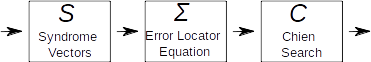 S
Syndrome
Vectors
Σ
Error Locator
Equation
C
Chien
Search